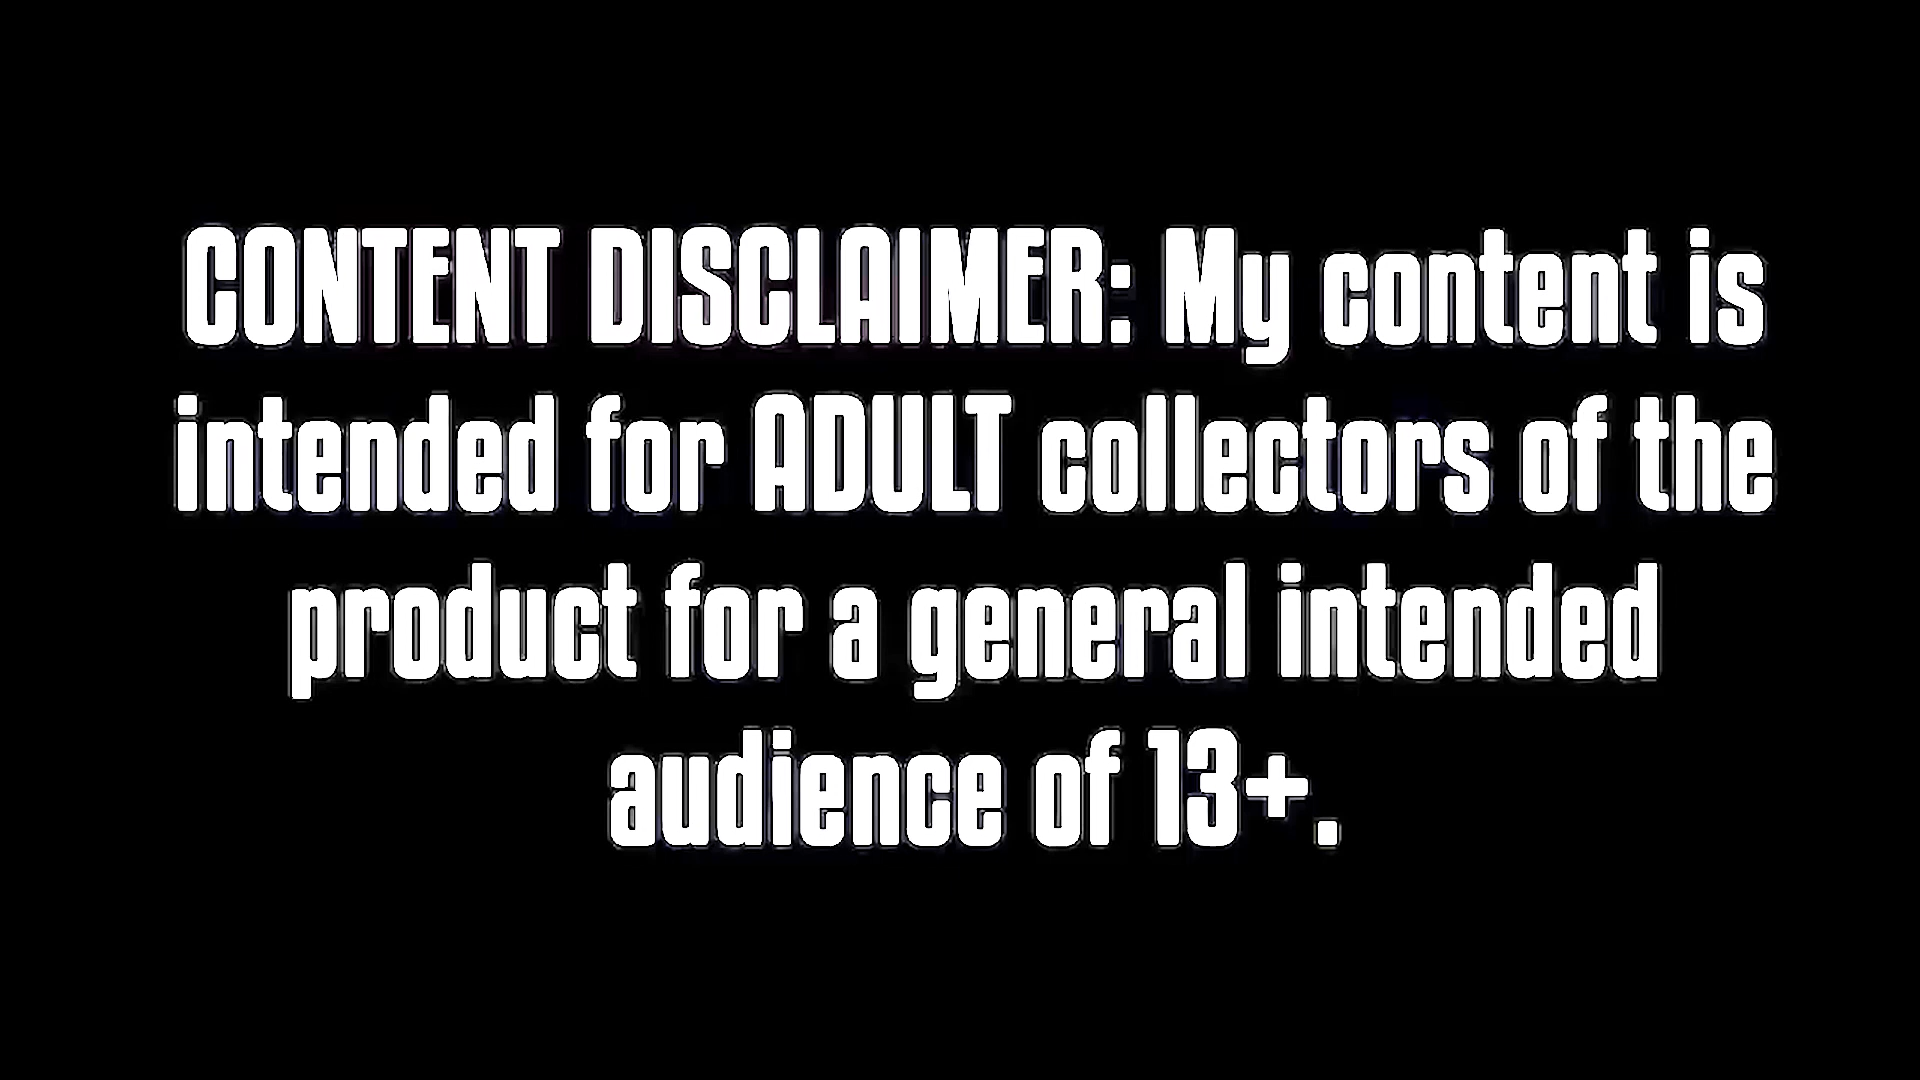 CONTENT DISCLAIMER: My content is
intended for ADULT collectors of the
product for a general intended
audience of 13+.